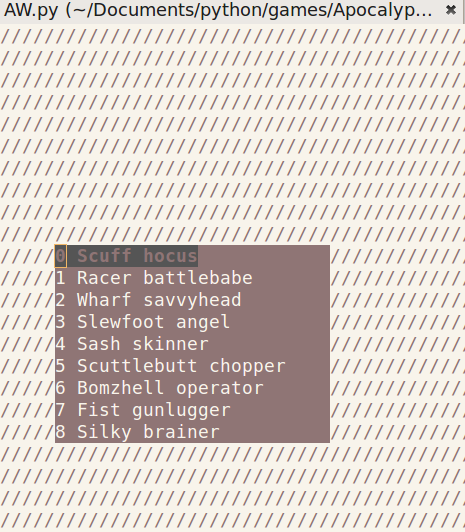 AW.py (~/Documents/python/games/Apocalyp...
0 Scuff hocus
1 Racer battlebabe
2 Wharf savvyhead
3 Slewfoot angel
4 Sash skinner
5 Scuttlebutt chopper
6 Bomzhell operator
7 Fist gunlugger
8 Silky brainer